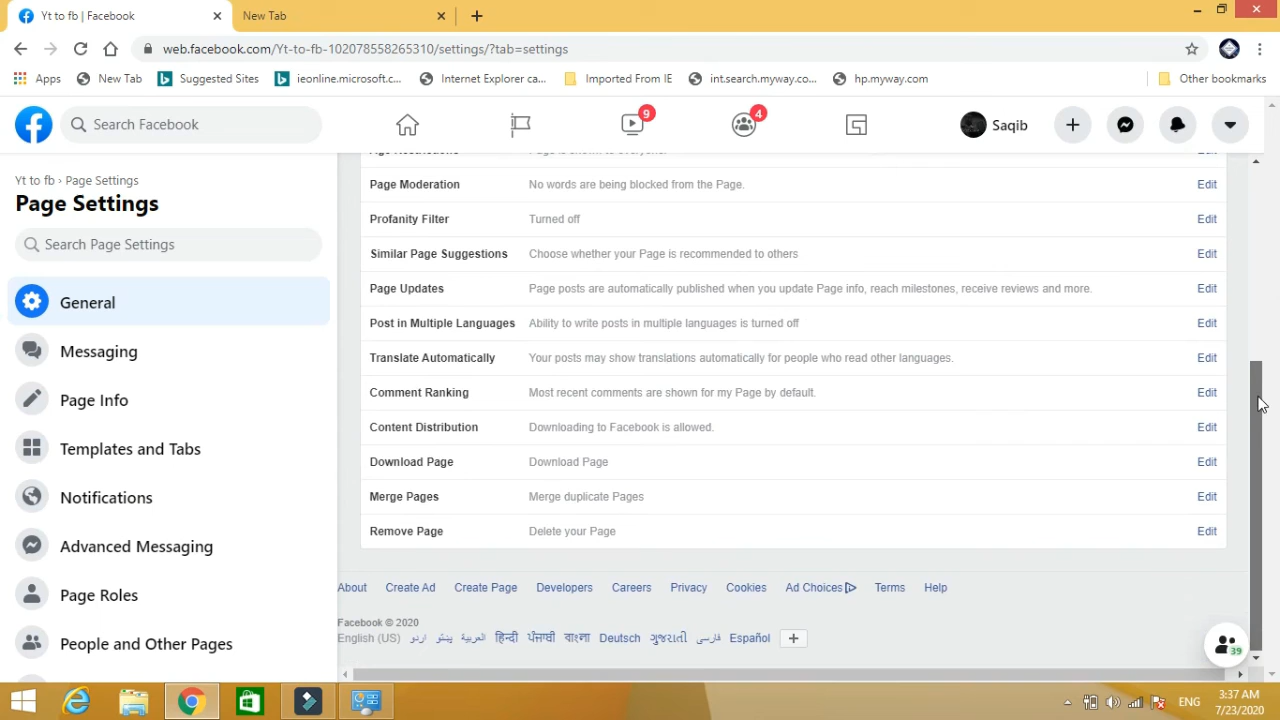 Yt to fb | Facebook
New Tab
web.facebook.com/Yt-to-fb-102078558265310/settings/?tab=settings
Apps New Tab Suggested Sites ieonline.microsoft.c... Internet Explorer ca... Imported From IE int.search.myway.co... hp.myway.com Other bookmarks
Search Facebook 9 4 Saqib
Yt to fb › Page Settings
Page Settings
Search Page Settings
General
Messaging
Page Info
Templates and Tabs
Notifications
Advanced Messaging
Page Roles
People and Other Pages
Page Moderation No words are being blocked from the Page. Edit
Profanity Filter Turned off Edit
Similar Page Suggestions Choose whether your Page is recommended to others Edit
Page Updates Page posts are automatically published when you update Page info, reach milestones, receive reviews and more. Edit
Post in Multiple Languages Ability to write posts in multiple languages is turned off Edit
Translate Automatically Your posts may show translations automatically for people who read other languages. Edit
Comment Ranking Most recent comments are shown for my Page by default. Edit
Content Distribution Downloading to Facebook is allowed. Edit
Download Page Download Page Edit
Merge Pages Merge duplicate Pages Edit
Remove Page Delete your Page Edit
About Create Ad Create Page Developers Careers Privacy Cookies Ad Choices Terms Help
Facebook © 2020
English (US) اردو پښتو العربية हिन्दी ਪੰਜਾਬੀ বাংলা Deutsch ગુજરાતી فارسی Español
39
ENG
3:37 AM
7/23/2020